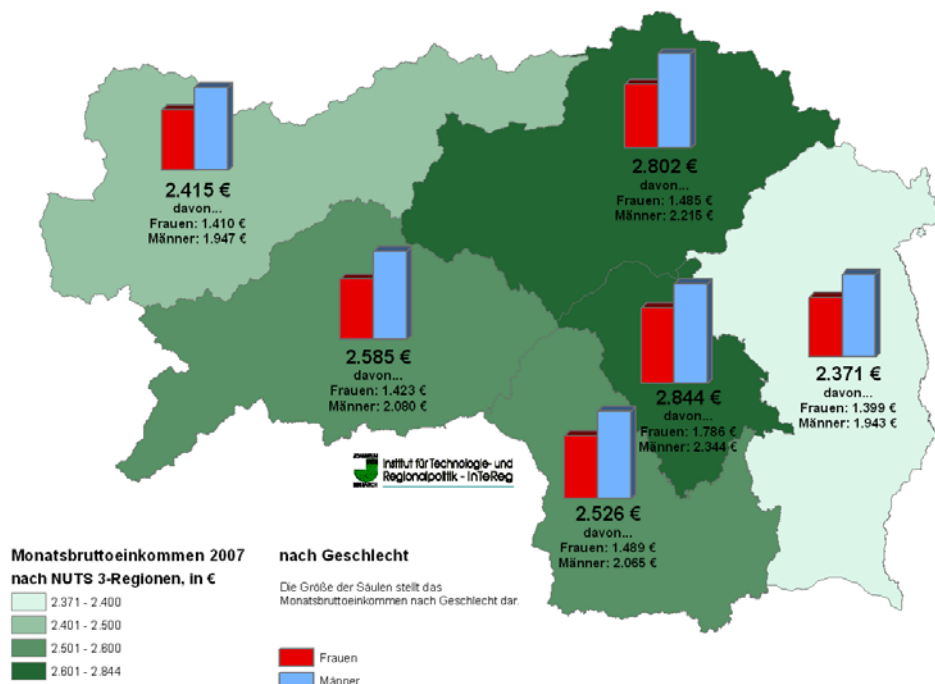 2.415 €
davon...
Frauen: 1.410 €
Männer: 1.947 €
2.802 €
davon...
Frauen: 1.485 €
Männer: 2.215 €
2.585 €
davon...
Frauen: 1.423 €
Männer: 2.080 €
2.844 €
davon...
Frauen: 1.786 €
Männer: 2.344 €
2.371 €
davon...
Frauen: 1.399 €
Männer: 1.943 €
2.526 €
davon...
Frauen: 1.489 €
Männer: 2.065 €
Institut für Technologie- und
Regionalpolitik - InTeReg
Monatsbruttoeinkommen 2007
nach NUTS 3-Regionen, in €
2.371 - 2.400
2.401 - 2.500
2.501 - 2.600
2.601 - 2.844
nach Geschlecht
Die Größe der Säulen stellt das
Monatsbruttoeinkommen nach Geschlecht dar.
Frauen
Männer